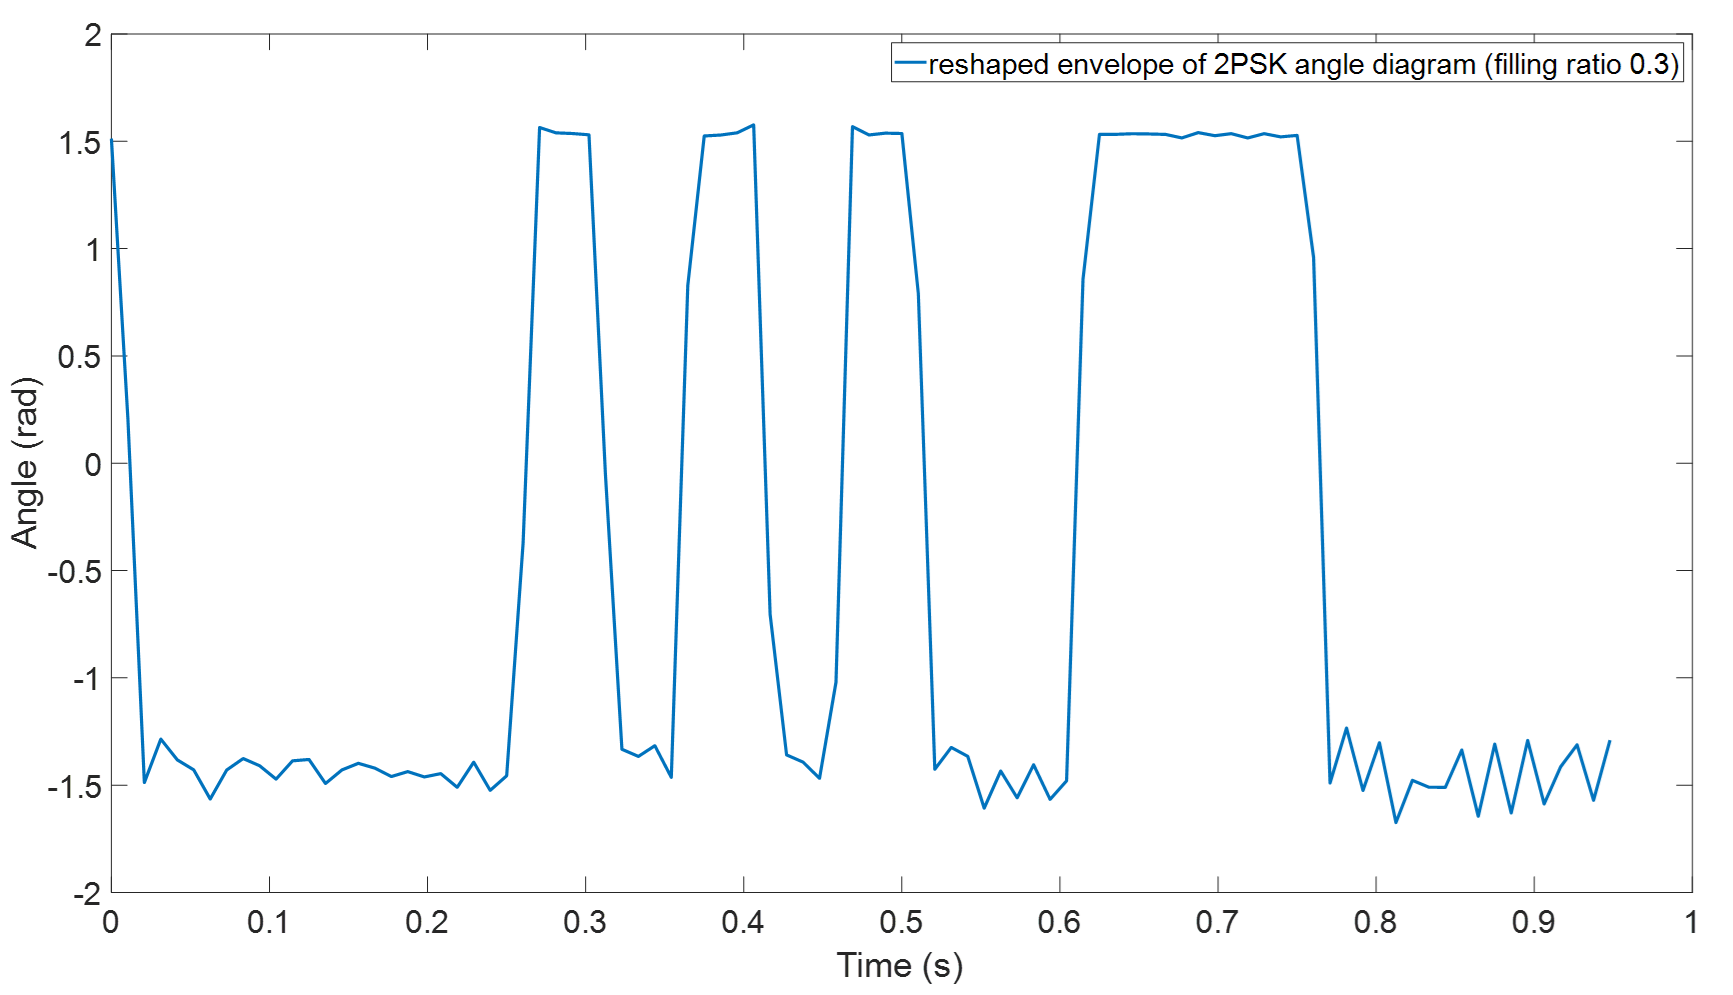 reshaped envelope of 2PSK angle diagram (filling ratio 0.3)
2
1.5
1
0.5
0
-0.5
-1
-1.5
-2
Angle (rad)
0 0.1 0.2 0.3 0.4 0.5 0.6 0.7 0.8 0.9 1
Time (s)